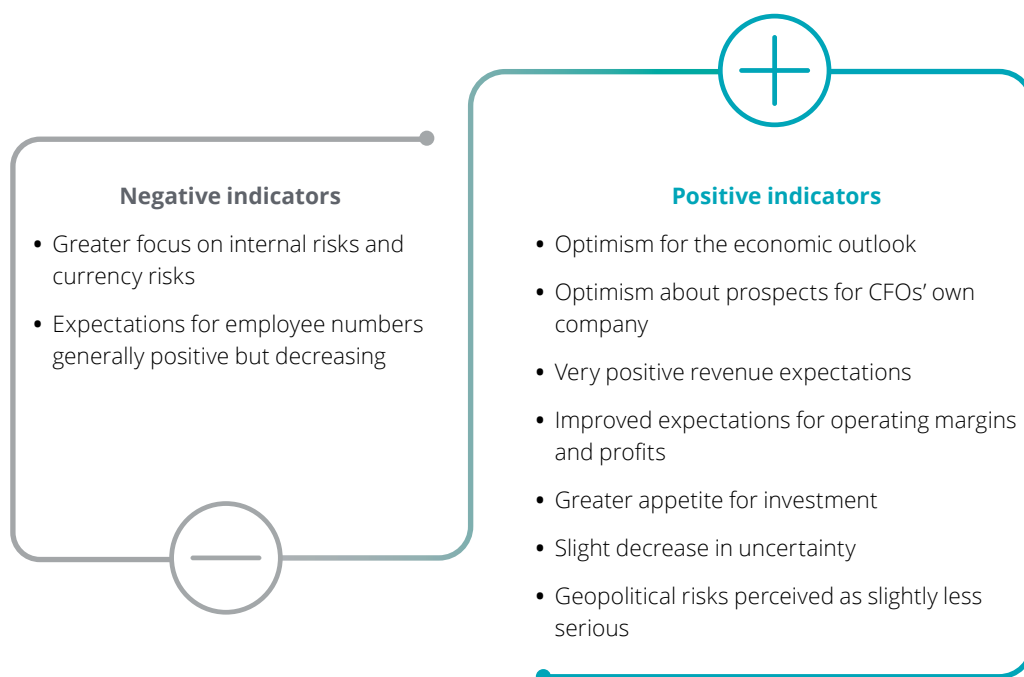 Negative indicators
• Greater focus on internal risks and
currency risks
• Expectations for employee numbers
generally positive but decreasing
Positive indicators
• Optimism for the economic outlook
• Optimism about prospects for CFOs’ own
company
• Very positive revenue expectations
• Improved expectations for operating margins
and profits
• Greater appetite for investment
• Slight decrease in uncertainty
• Geopolitical risks perceived as slightly less
serious